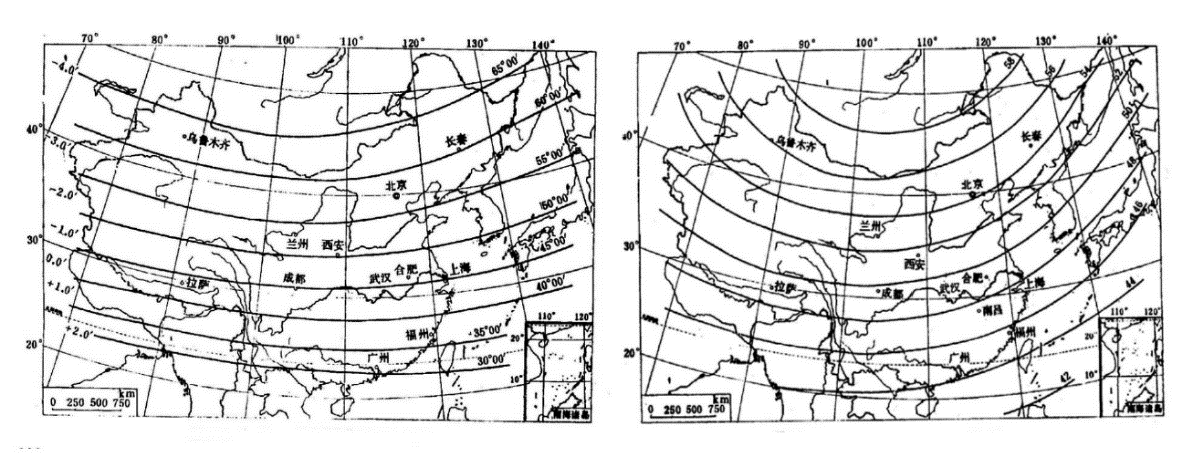 70° 80° 90° 100° 110° 120° 130° 140°
-4.0′
65°00′
60°00′
40°
-3.0′
乌鲁木齐
长春
55°00′
北京
-2.0′
50°00′
-1.0′
兰州 西安
45°00′
30°
0.0′
成都 武汉 合肥 上海
拉萨
40°00′
+1.0′
福州
+35°00′
+2.0′
广州
30°00′
20°
110° 120°
20°
10°
km
0 250 500 750
南海诸岛
70° 80° 90° 100° 110° 120° 130° 140°
58 56 54 52
50
40°
乌鲁木齐
长春
48
北京
兰州
46
30°
西安
拉萨 成都 武汉 合肥 上海
44
南昌
福州
广州
20°
42
110° 120°
20°
10°
km
0 250 500 750
南海诸岛